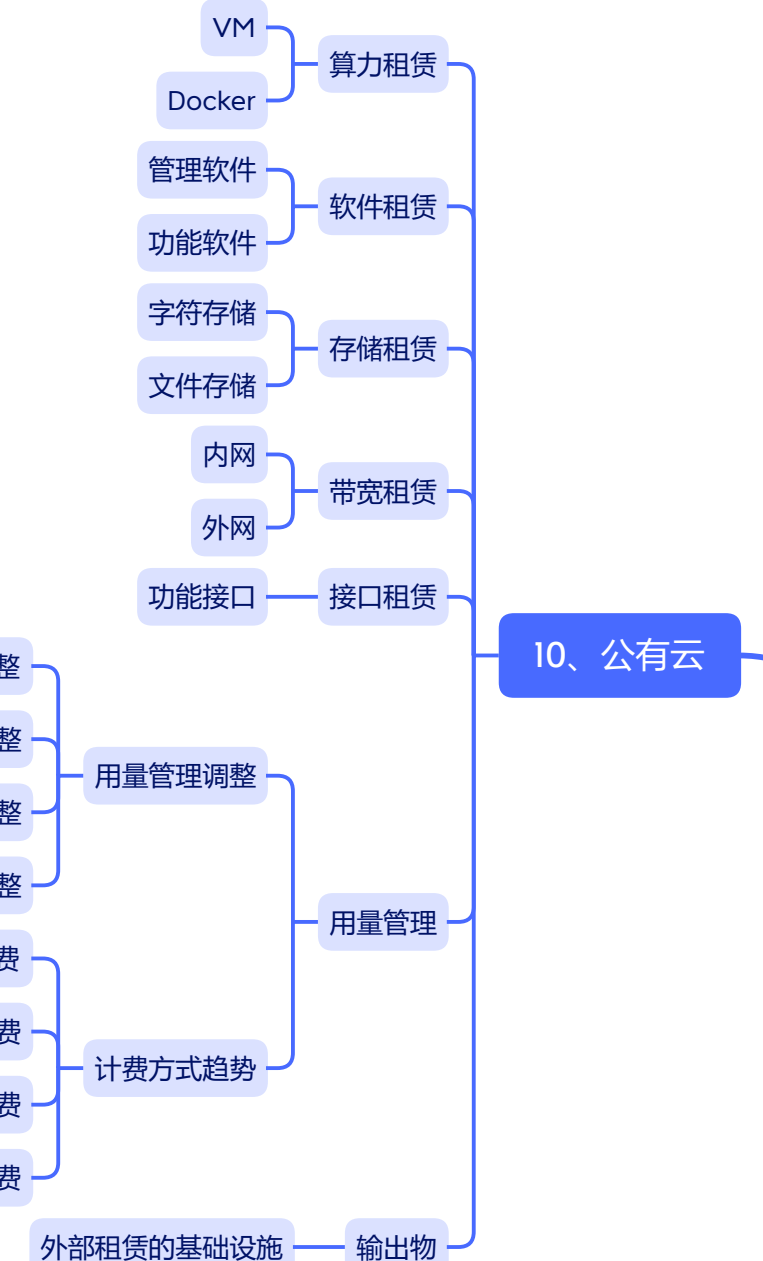 10、公有云
算力租赁
VM
Docker
软件租赁
管理软件
功能软件
存储租赁
字符存储
文件存储
带宽租赁
内网
外网
接口租赁
功能接口
用量管理
用量管理调整
整
整
整
整
计费方式趋势
费
费
费
费
输出物
外部租赁的基础设施